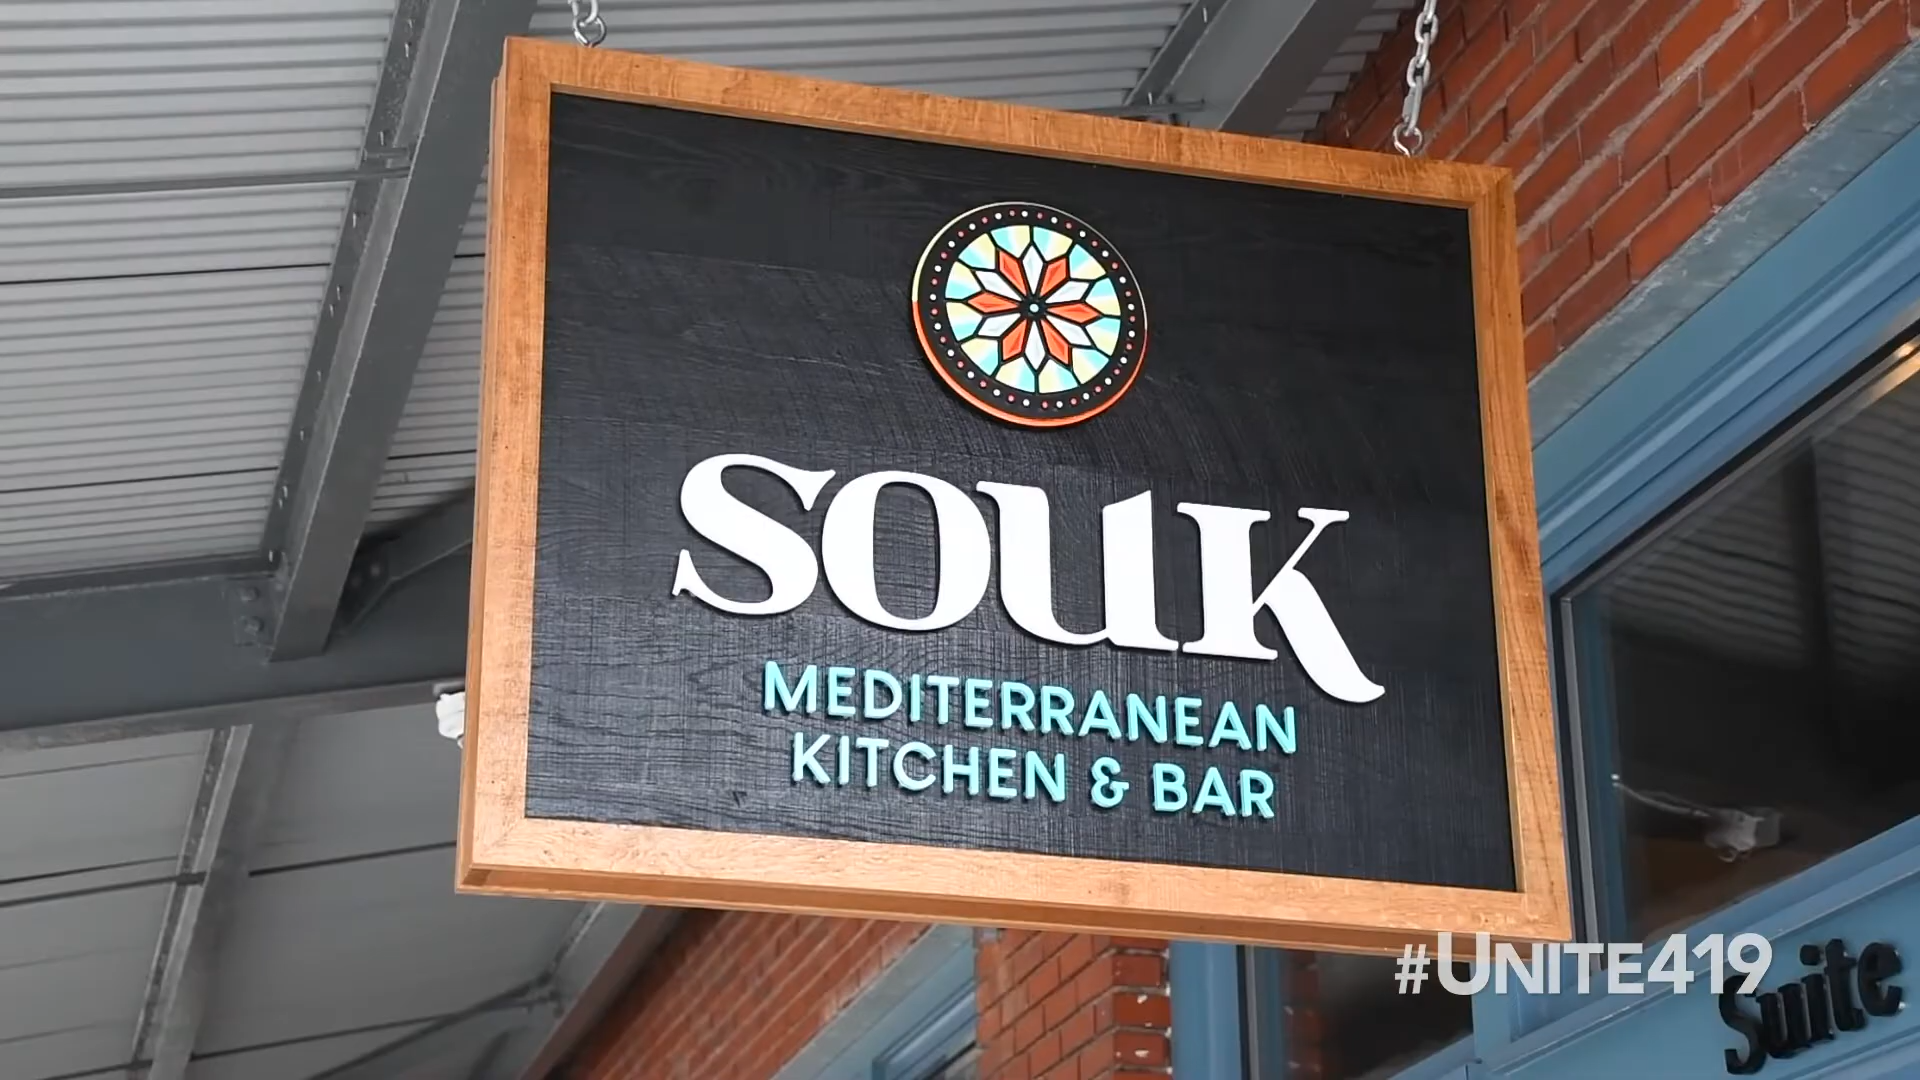 SOUK
MEDITERRANEAN
KITCHEN & BAR
#UNITE419
Suite